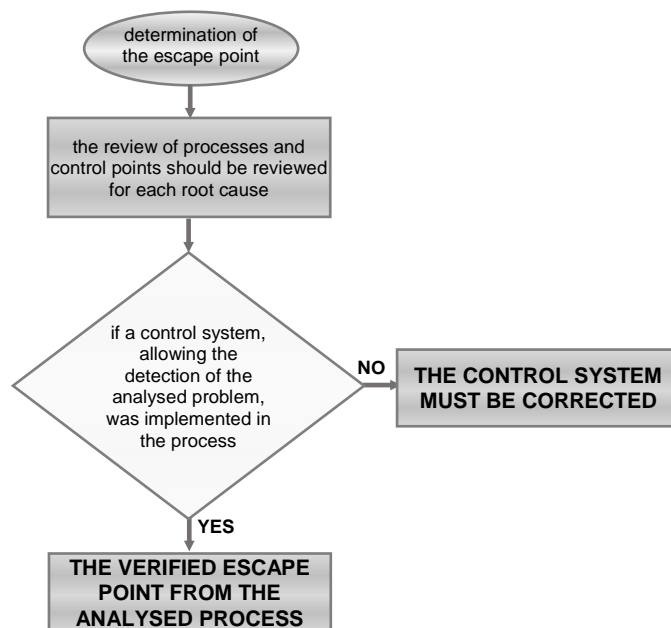 determination of
the escape point
the review of processes and
control points should be reviewed
for each root cause
if a control system,
allowing the
detection of the
analysed problem,
was implemented in
the process
NO
THE CONTROL SYSTEM
MUST BE CORRECTED
YES
THE VERIFIED ESCAPE
POINT FROM THE
ANALYSED PROCESS